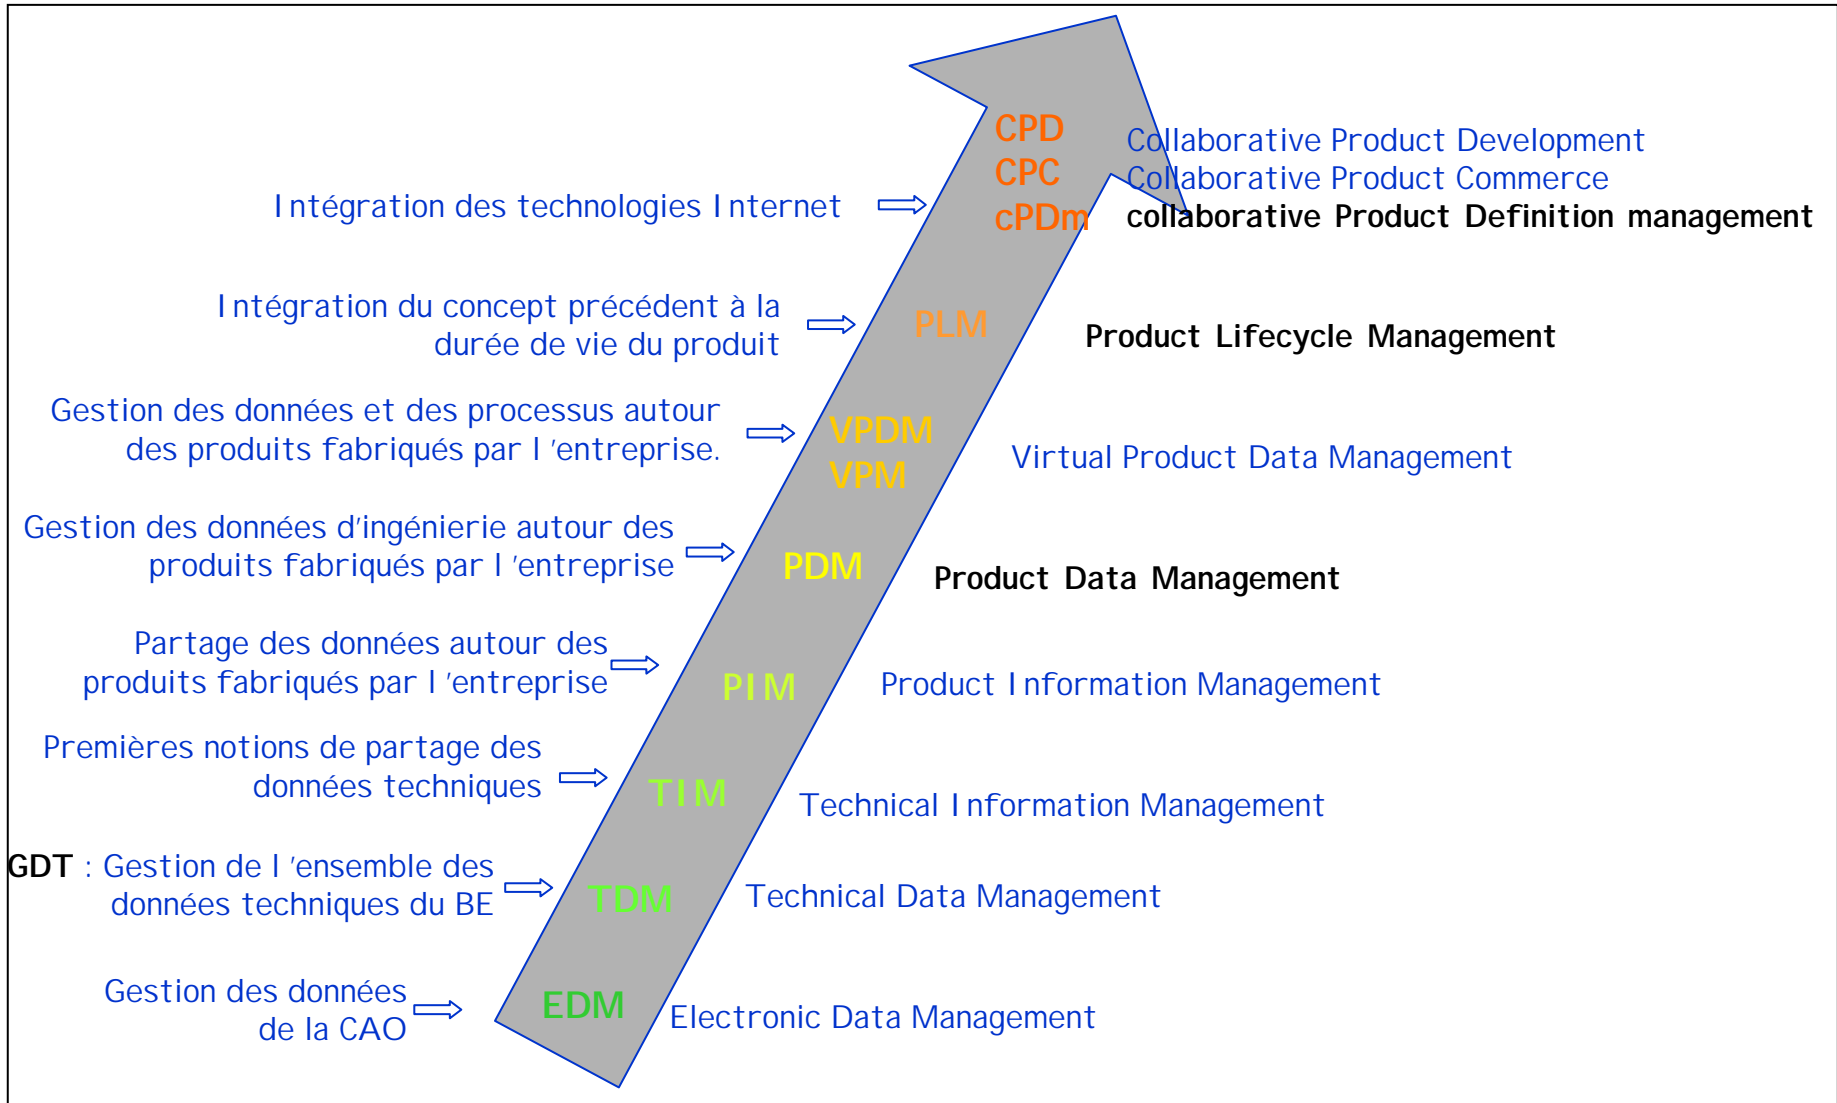 CPD
CPC
cPDm
Collaborative Product Development
Collaborative Product Commerce
collaborative Product Definition management
Intégration des technologies Internet
Intégration du concept précédent à la
durée de vie du produit
PLM
Product Lifecycle Management
Gestion des données et des processus autour
des produits fabriqués par l 'entreprise.
VPDM
VPM
Virtual Product Data Management
Gestion des données d'ingénierie autour des
produits fabriqués par l 'entreprise
PDM
Product Data Management
Partage des données autour des
produits fabriqués par l 'entreprise
PIM
Product Information Management
Premières notions de partage des
données techniques
TIM
Technical Information Management
GDT : Gestion de l 'ensemble des
données techniques du BE
TDM
Technical Data Management
Gestion des données
de la CAO
EDM
Electronic Data Management